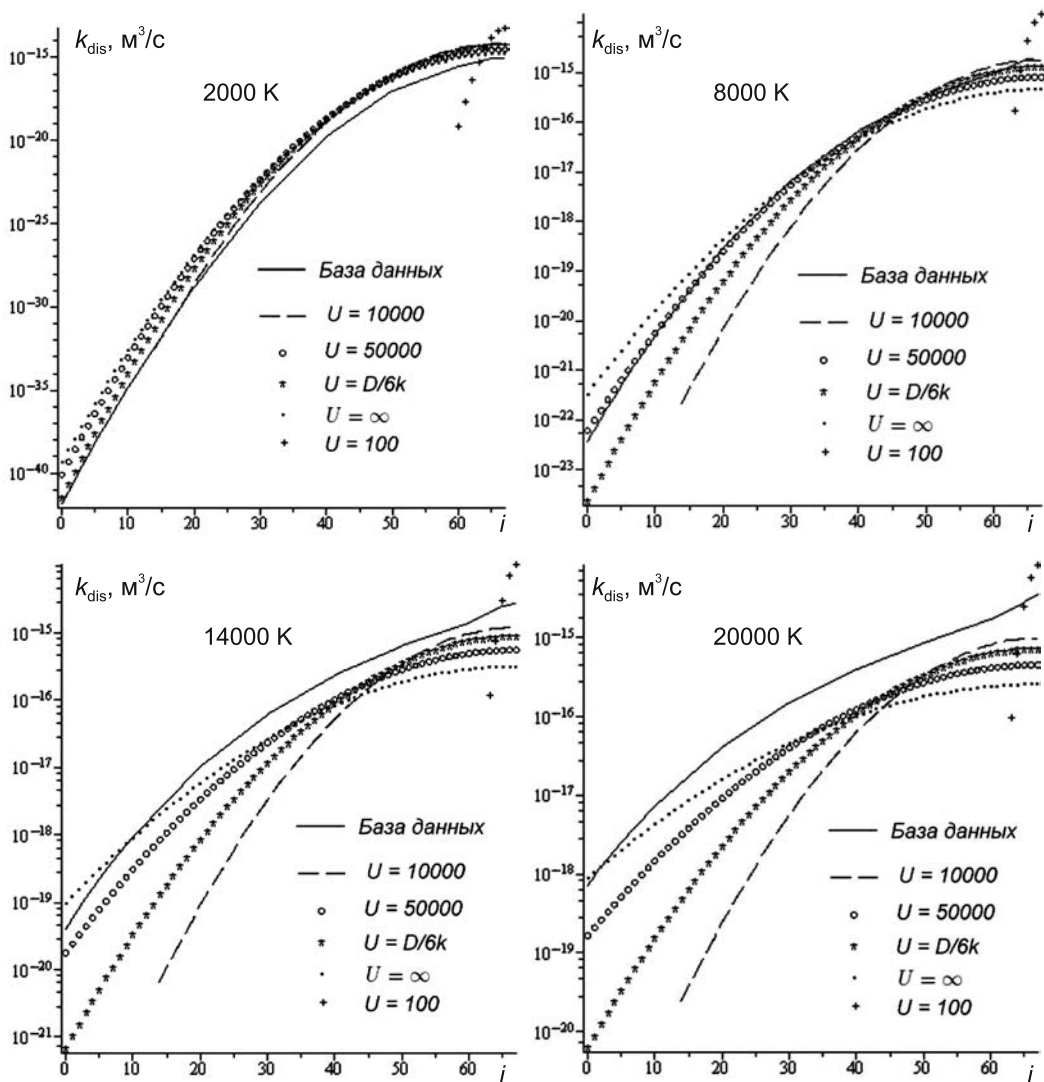 k_dis, м³/с
2000 K
10⁻¹⁵
10⁻²⁰
10⁻²⁵
10⁻³⁰
10⁻³⁵
10⁻⁴⁰
База данных
U = 10000
U = 50000
U = D/6k
U = ∞
U = 100
0 10 20 30 40 50 60 i
k_dis, м³/с
8000 K
10⁻¹⁵
10⁻¹⁶
10⁻¹⁷
10⁻¹⁸
10⁻¹⁹
10⁻²⁰
10⁻²¹
10⁻²²
10⁻²³
База данных
U = 10000
U = 50000
U = D/6k
U = ∞
U = 100
0 10 20 30 40 50 60 i
k_dis, м³/с
14000 K
10⁻¹⁵
10⁻¹⁶
10⁻¹⁷
10⁻¹⁸
10⁻¹⁹
10⁻²⁰
10⁻²¹
База данных
U = 10000
U = 50000
U = D/6k
U = ∞
U = 100
0 10 20 30 40 50 60 i
k_dis, м³/с
20000 K
10⁻¹⁵
10⁻¹⁶
10⁻¹⁷
10⁻¹⁸
10⁻¹⁹
10⁻²⁰
База данных
U = 10000
U = 50000
U = D/6k
U = ∞
U = 100
0 10 20 30 40 50 60 i